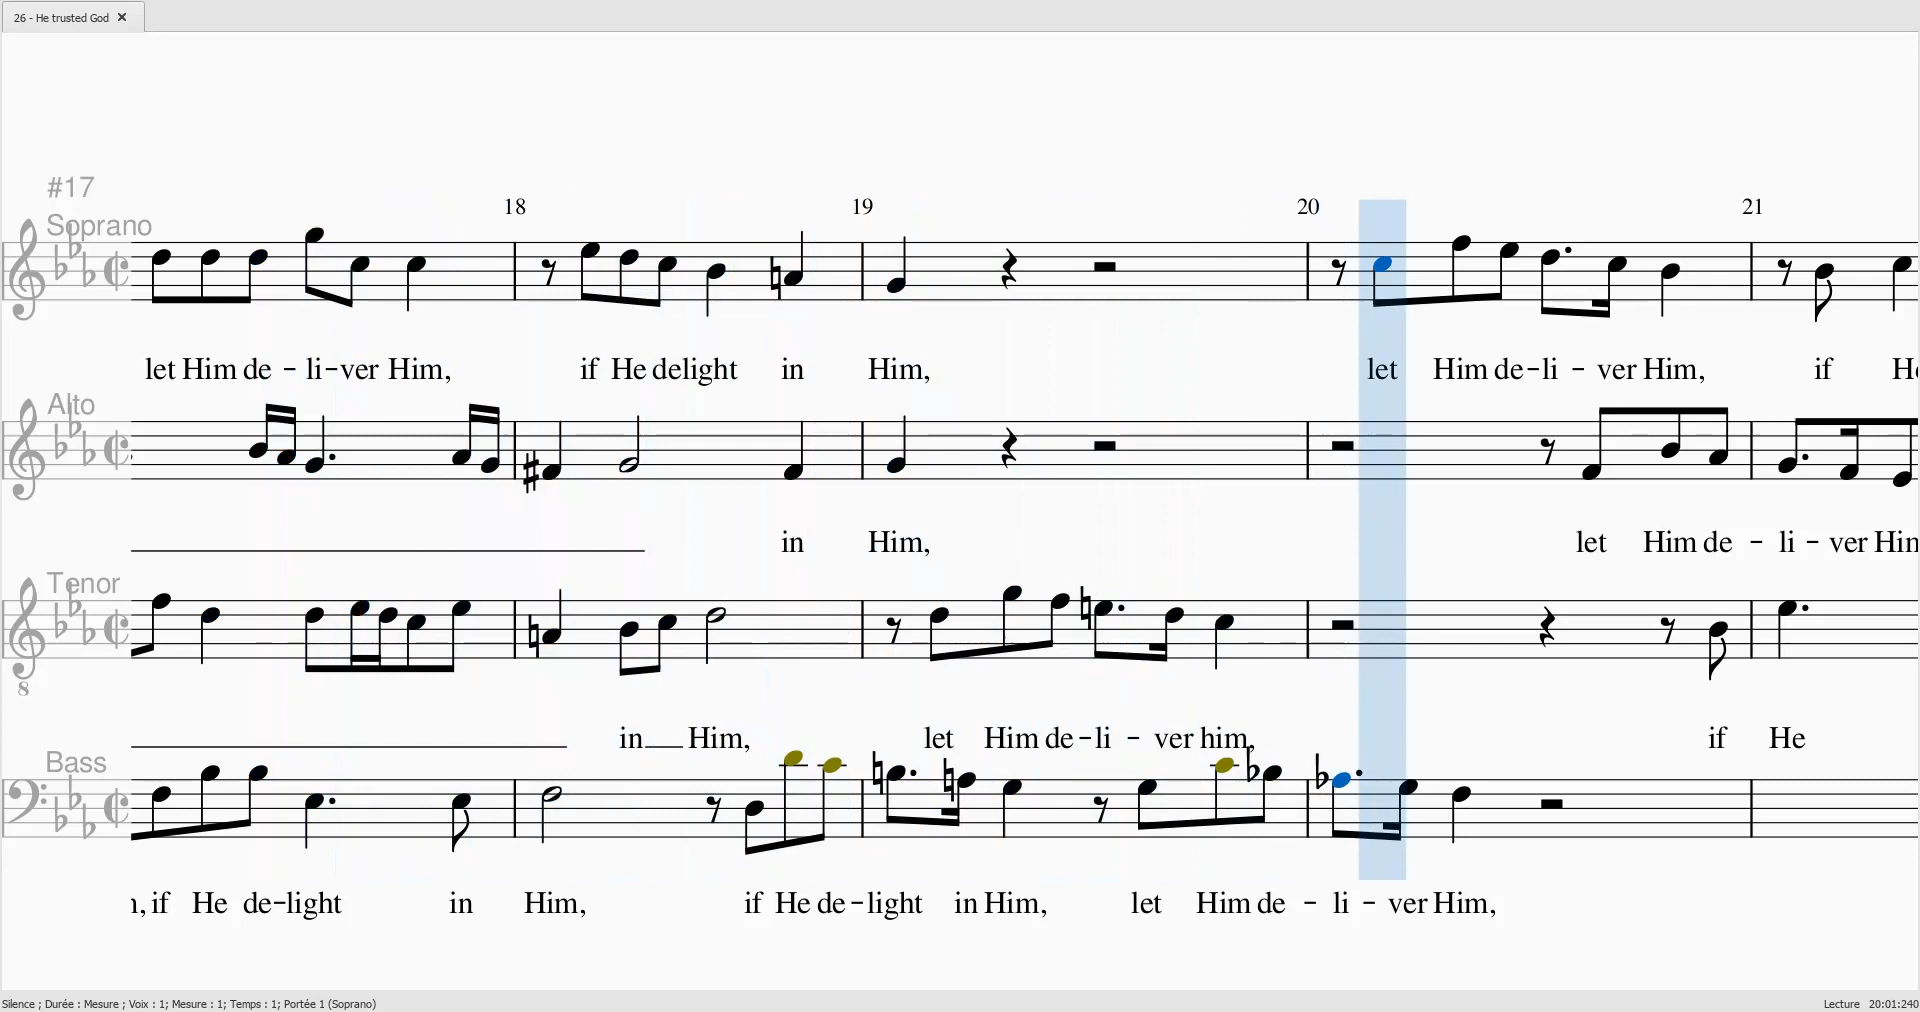 26 - He trusted God
#17
18 19 20 21
Soprano
let Him de - li - ver Him, if He delight in Him, let Him de - li - ver Him, if He
Alto
in Him, let Him de - li - ver Him
Tenor
8
in Him, let Him de - li - ver him, if He
Bass
, if He de - light in Him, if He de - light in Him, let Him de - li - ver Him,
Silence ; Durée : Mesure ; Voix : 1; Mesure : 1; Temps : 1; Portée 1 (Soprano)
Lecture 20:01:240